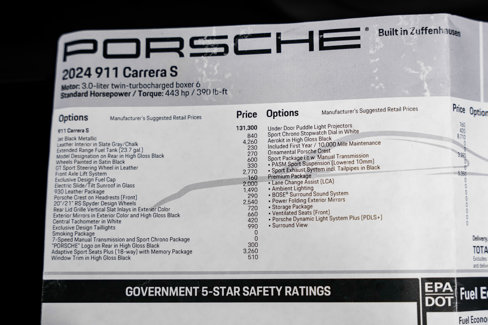 PORSCHE®
Built in Zuffenhausen
2024 911 Carrera S
Motor: 3.0-liter twin-turbocharged boxer 6
Standard Horsepower / Torque: 443 hp / 390 lb-ft
Options Manufacturer's Suggested Retail Prices Price
911 Carrera S 131,300
Jet Black Metallic 840
Leather Interior in Slate Gray/Chalk 4,260
Extended Range Fuel Tank (23.7 gal.) 230
Model Designation on Rear in High Gloss Black 270
Wheels Painted in Satin Black 600
GT Sport Steering Wheel in Leather 330
Front Axle Lift System 2,770
Exclusive Design Fuel Cap 160
Electric Slide/Tilt Sunroof in Glass 2,000
930 Leather Package 1,490
Porsche Crest on Headrests [Front] 290
20"/21" RS Spyder Design Wheels 2,540
Rear Lid Grille Vertical Slat Inlays in Exterior Color 720
Exterior Mirrors in Exterior Color and High Gloss Black 660
Central Tachometer in White 420
Exclusive Design Taillights 990
Smoking Package 0
7-Speed Manual Transmission and Sport Chrono Package 0
"PORSCHE" Logo on Rear in High Gloss Black 300
Adaptive Sport Seats Plus (18-way) with Memory Package 3,260
Window Trim in High Gloss Black 510
Options Manufacturer's Suggested Retail Prices Price
Under Door Puddle Light Projectors
Sport Chrono Stopwatch Dial in White
Aerokit in High Gloss Black
Included First Year / 10,000 Mile Maintenance
Ornamental Porsche Crest
Sport Package i.c.w. Manual Transmission
• PASM Sport Suspension [Lowered 10mm]
• Sport Exhaust System incl. Tailpipes in Black
Premium Package
• Lane Change Assist [LCA]
• Ambient Lighting
• BOSE® Surround Sound System
• Power Folding Exterior Mirrors
• Storage Package
• Ventilated Seats [Front]
• Porsche Dynamic Light System Plus (PDLS+)
• Surround View
Options
Delivery,
TOTA
GOVERNMENT 5-STAR SAFETY RATINGS
EPA
DOT
Fuel Ec
Fuel Econo